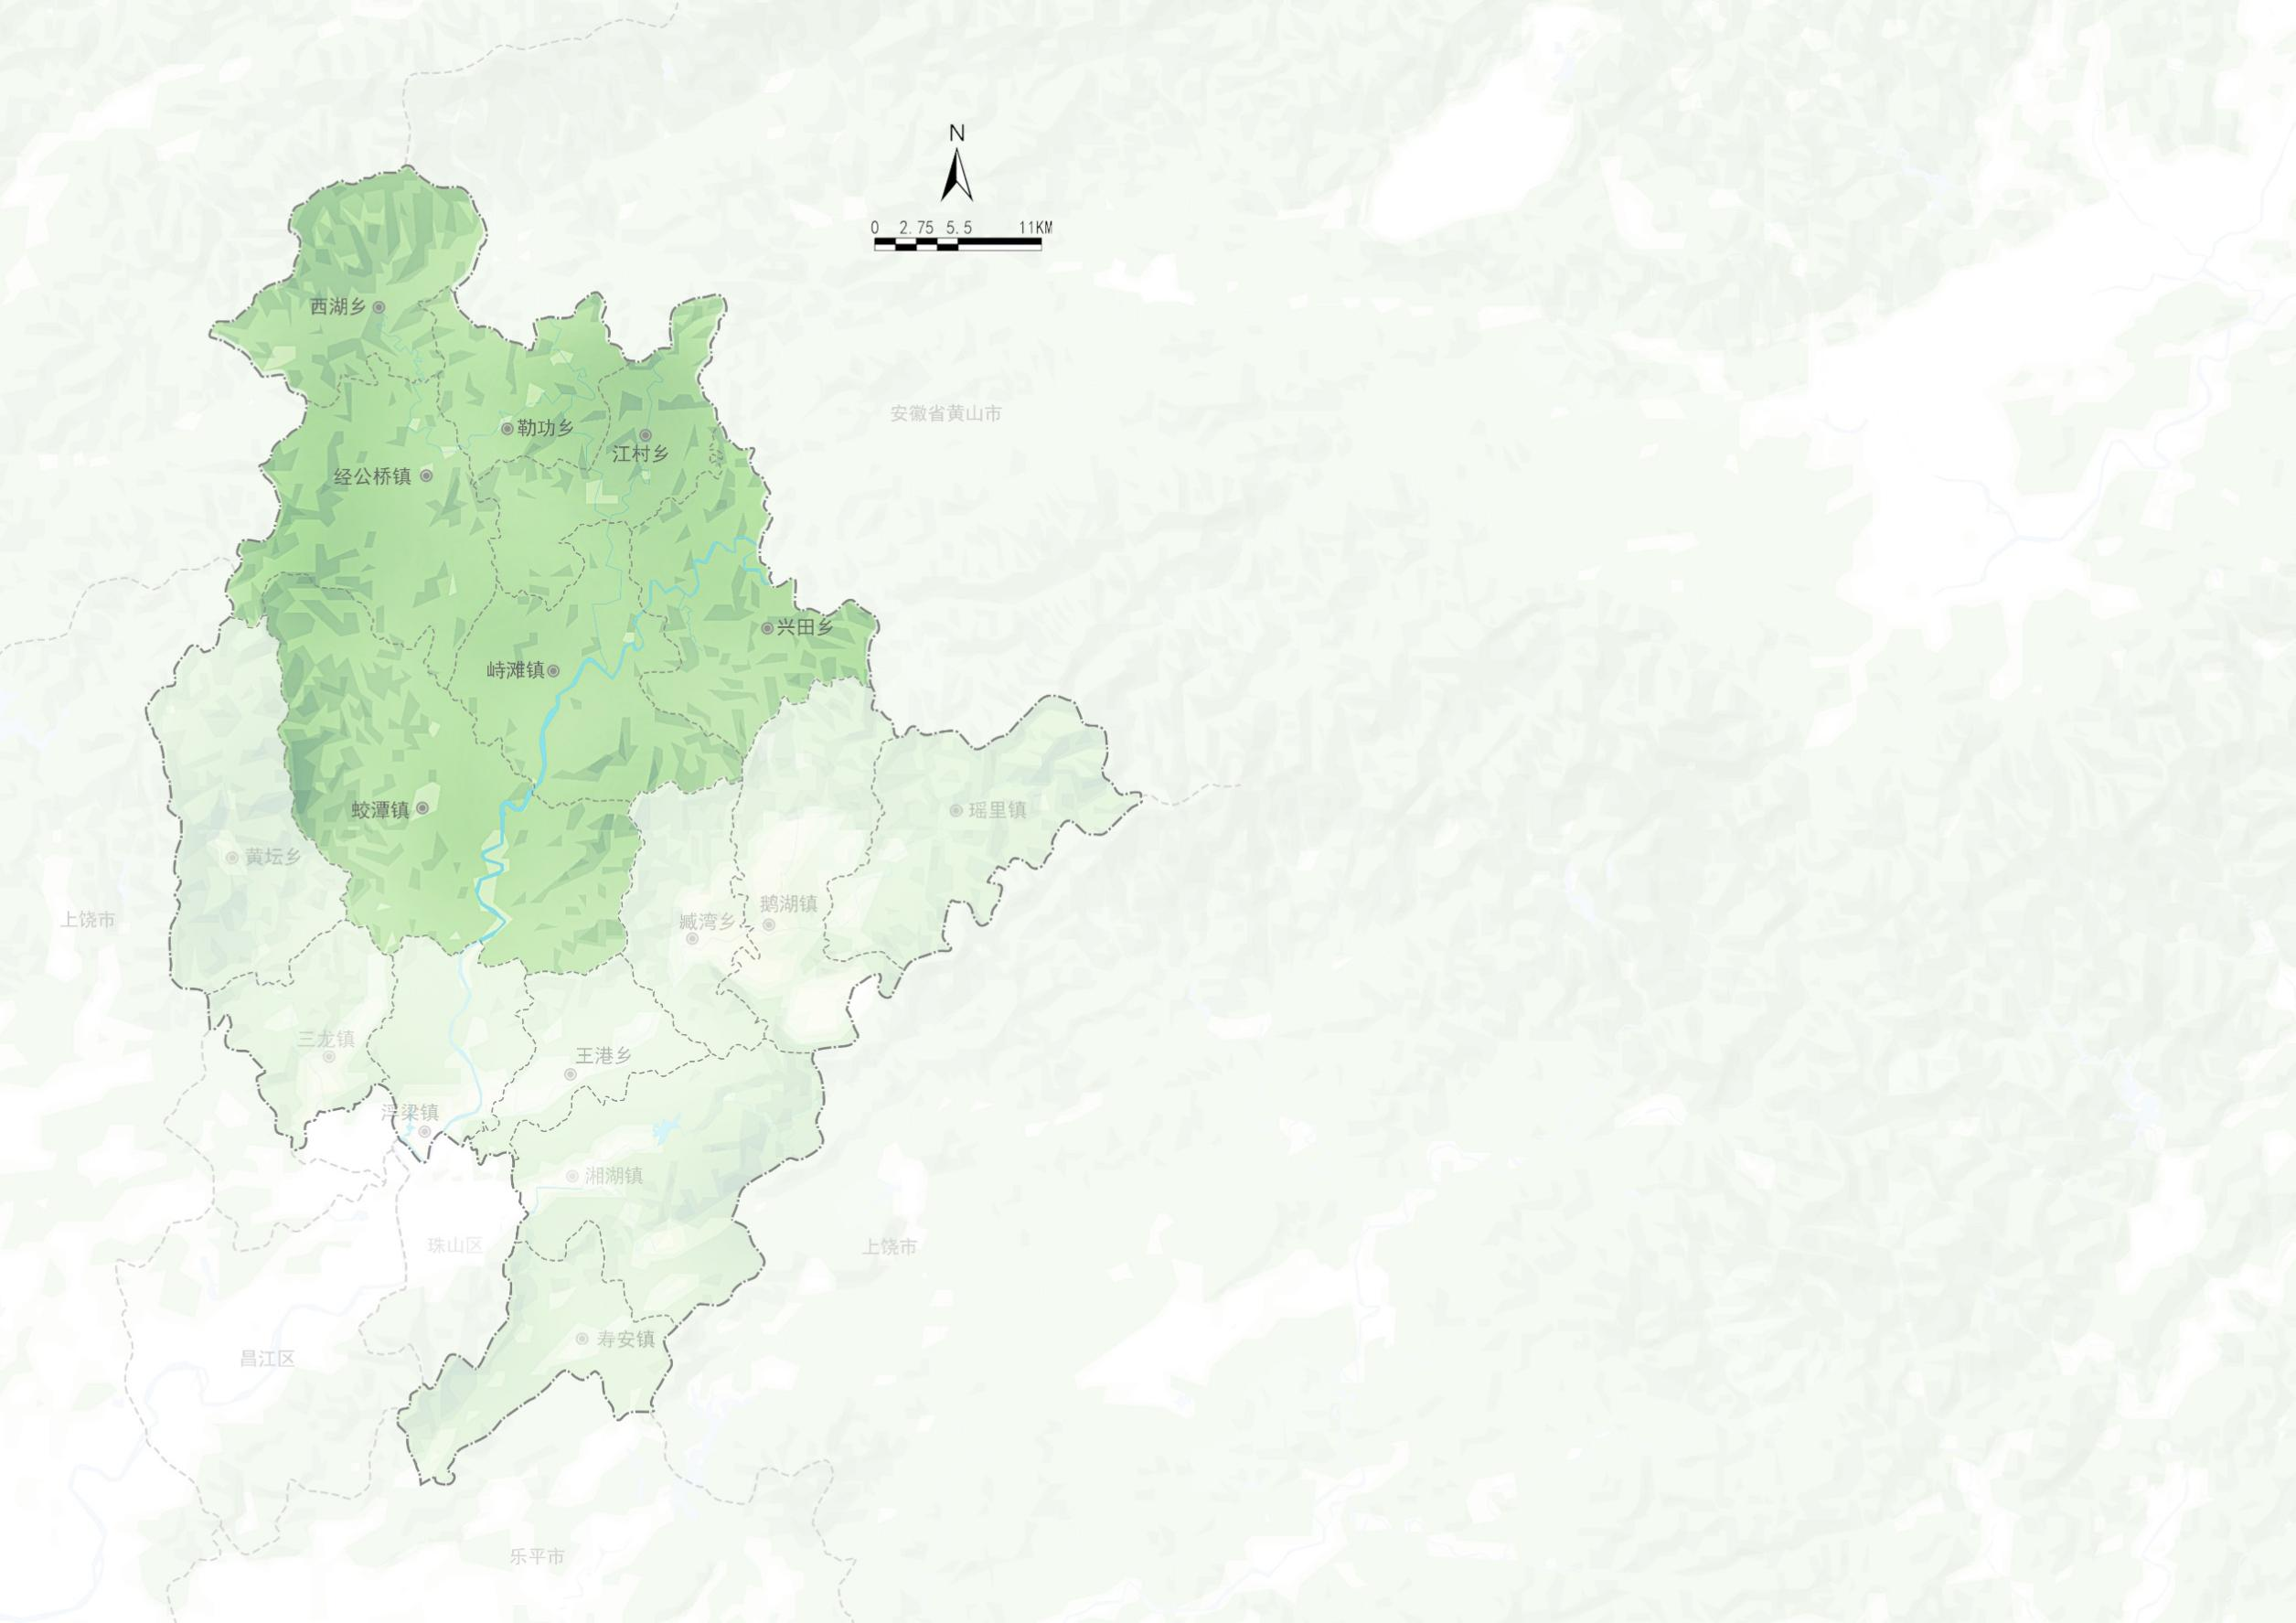 N
0 2.75 5.5 11KM
西湖乡
安徽省黄山市
勒功乡
江村乡
经公桥镇
兴田乡
峙滩镇
蛟潭镇
瑶里镇
黄坛乡
鹅湖镇
上饶市
臧湾乡
三龙镇
王港乡
浮梁镇
湘湖镇
珠山区
上饶市
寿安镇
昌江区
乐平市